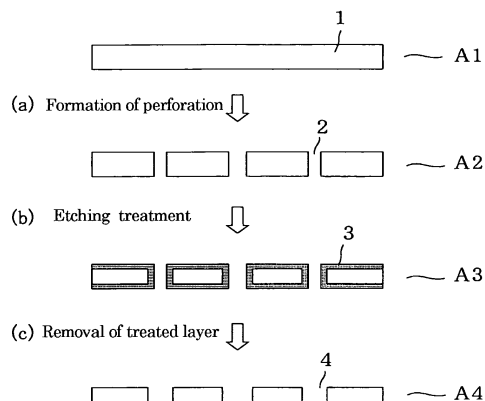 1
A1
(a) Formation of perforation
2
A2
(b) Etching treatment
3
A3
(c) Removal of treated layer
4
A4